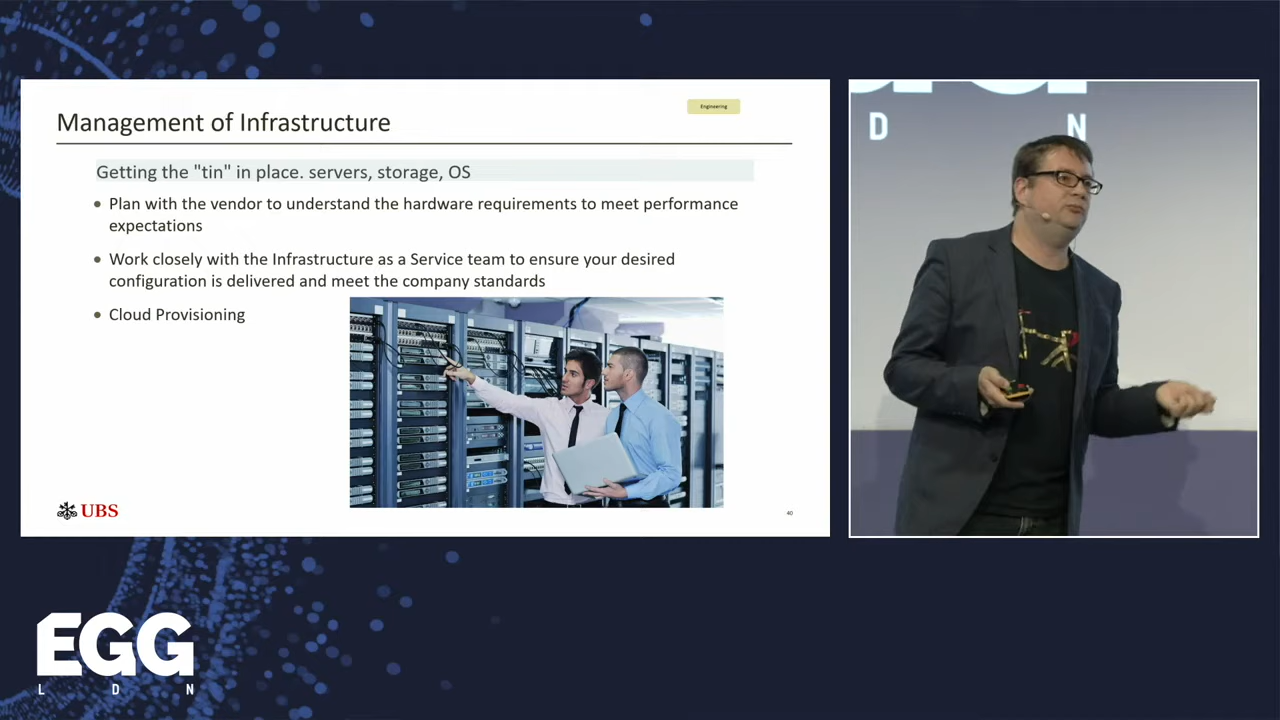 Engineering
Management of Infrastructure
Getting the "tin" in place. servers, storage, OS
• Plan with the vendor to understand the hardware requirements to meet performance
expectations
• Work closely with the Infrastructure as a Service team to ensure your desired
configuration is delivered and meet the company standards
• Cloud Provisioning
UBS
40
D N
EGG
L D N